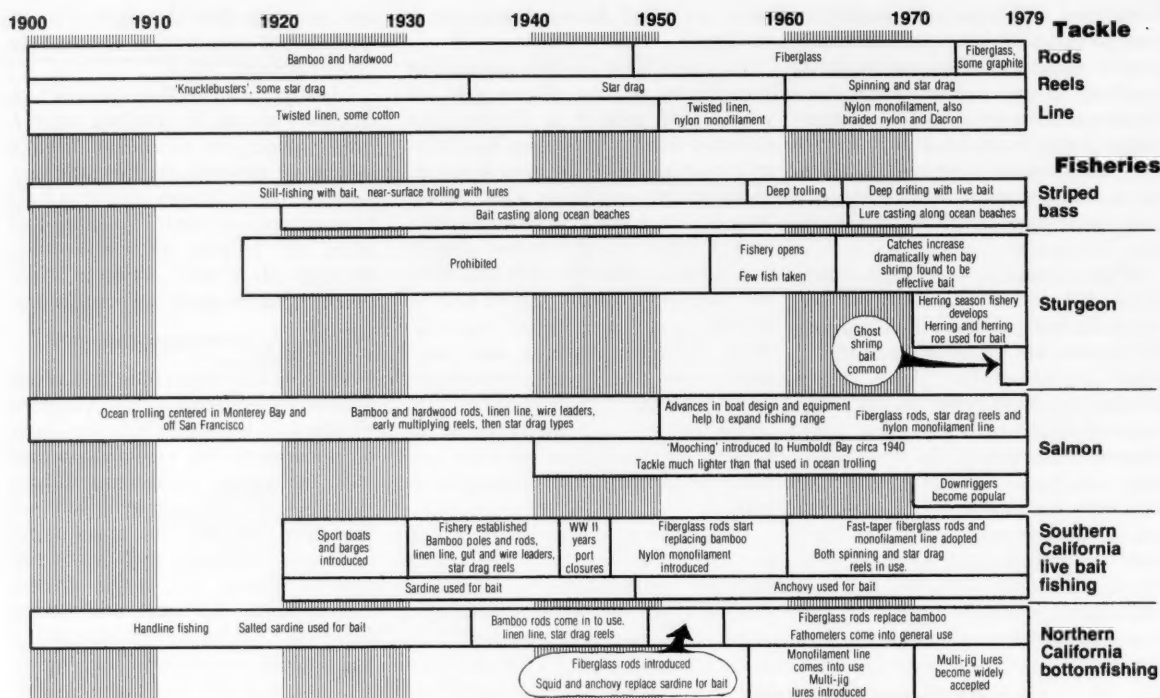 1900 1910 1920 1930 1940 1950 1960 1970 1979
Tackle
Bamboo and hardwood
Fiberglass
Fiberglass,
some graphite
Rods
'Knucklebusters', some star drag
Star drag
Spinning and star drag
Reels
Twisted linen, some cotton
Twisted linen,
nylon monofilament
Nylon monofilament, also
braided nylon and Dacron
Line
Fisheries
Still-fishing with bait, near-surface trolling with lures
Deep trolling
Deep drifting with live bait
Bait casting along ocean beaches
Lure casting along ocean beaches
Striped
bass
Prohibited
Fishery opens
Few fish taken
Catches increase
dramatically when bay
shrimp found to be
effective bait
Herring season fishery
develops
Herring and herring
roe used for bait
Ghost
shrimp
bait
common
Sturgeon
Ocean trolling centered in Monterey Bay and
off San Francisco
Bamboo and hardwood rods, linen line, wire leaders,
early multiplying reels, then star drag types
Advances in boat design and equipment
help to expand fishing range
Fiberglass rods, star drag reels and
nylon monofilament line
'Mooching' introduced to Humboldt Bay circa 1940
Tackle much lighter than that used in ocean trolling
Downriggers
become popular
Salmon
Sport boats
and barges
introduced
Fishery established
Bamboo poles and rods,
linen line, gut and wire leaders,
star drag reels
WW 11
years
port
closures
Fiberglass rods start
replacing bamboo
Nylon monofilament
introduced
Fast-taper fiberglass rods and
monofilament line adopted
Both spinning and star drag
reels in use.
Sardine used for bait
Anchovy used for bait
Southern
California
live bait
fishing
Handline fishing Salted sardine used for bait
Bamboo rods come in to use.
linen line, star drag reels
Fiberglass rods replace bamboo
Fathometers come into general use
Fiberglass rods introduced
Squid and anchovy replace sardine for bait
Monofilament line
comes into use
Multi-jig
lures introduced
Multi-jig lures
become widely
accepted
Northern
California
bottomfishing